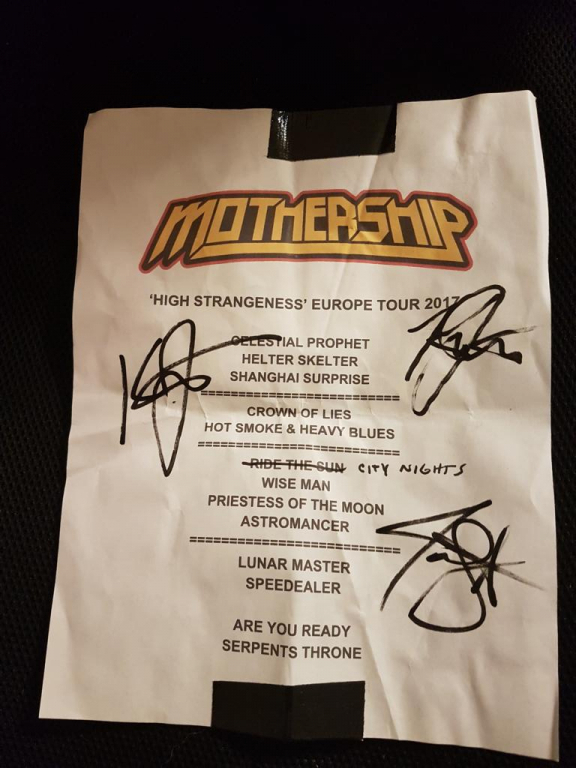 MOTHERSHIP
'HIGH STRANGENESS' EUROPE TOUR 2017
CELESTIAL PROPHET
HELTER SKELTER
SHANGHAI SURPRISE
==========================
CROWN OF LIES
HOT SMOKE & HEAVY BLUES
==========================
RIDE THE SUN CITY NIGHTS
WISE MAN
PRIESTESS OF THE MOON
ASTROMANCER
===========================
LUNAR MASTER
SPEEDEALER
ARE YOU READY
SERPENTS THRONE